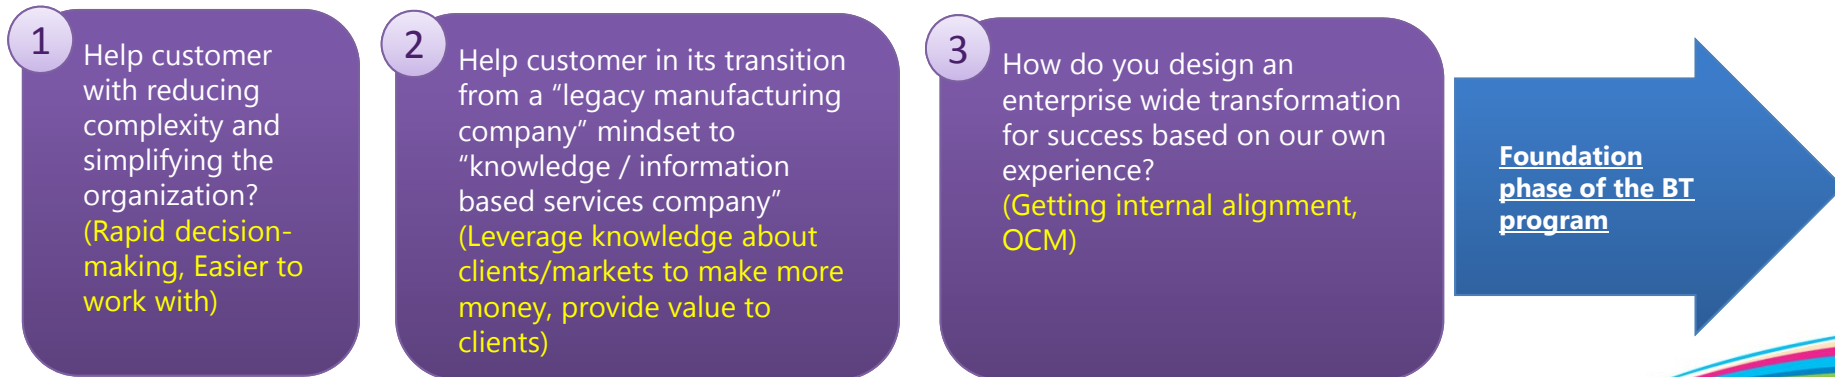 1
Help customer
with reducing
complexity and
simplifying the
organization?
(Rapid decision-
making, Easier to
work with)
2
Help customer in its transition
from a “legacy manufacturing
company” mindset to
“knowledge / information
based services company”
(Leverage knowledge about
clients/markets to make more
money, provide value to
clients)
3
How do you design an
enterprise wide transformation
for success based on our own
experience?
(Getting internal alignment,
OCM)
Foundation
phase of the BT
program